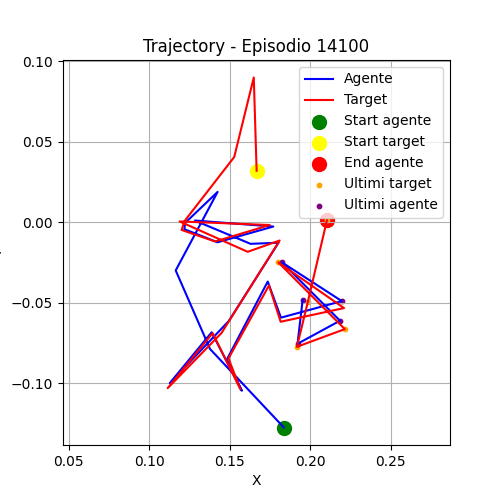 Trajectory - Episodio 14100
0.10
0.05
0.00
−0.05
−0.10
Agente
Target
Start agente
Start target
End agente
Ultimi target
Ultimi agente
0.05
0.10
0.15
0.20
0.25
X